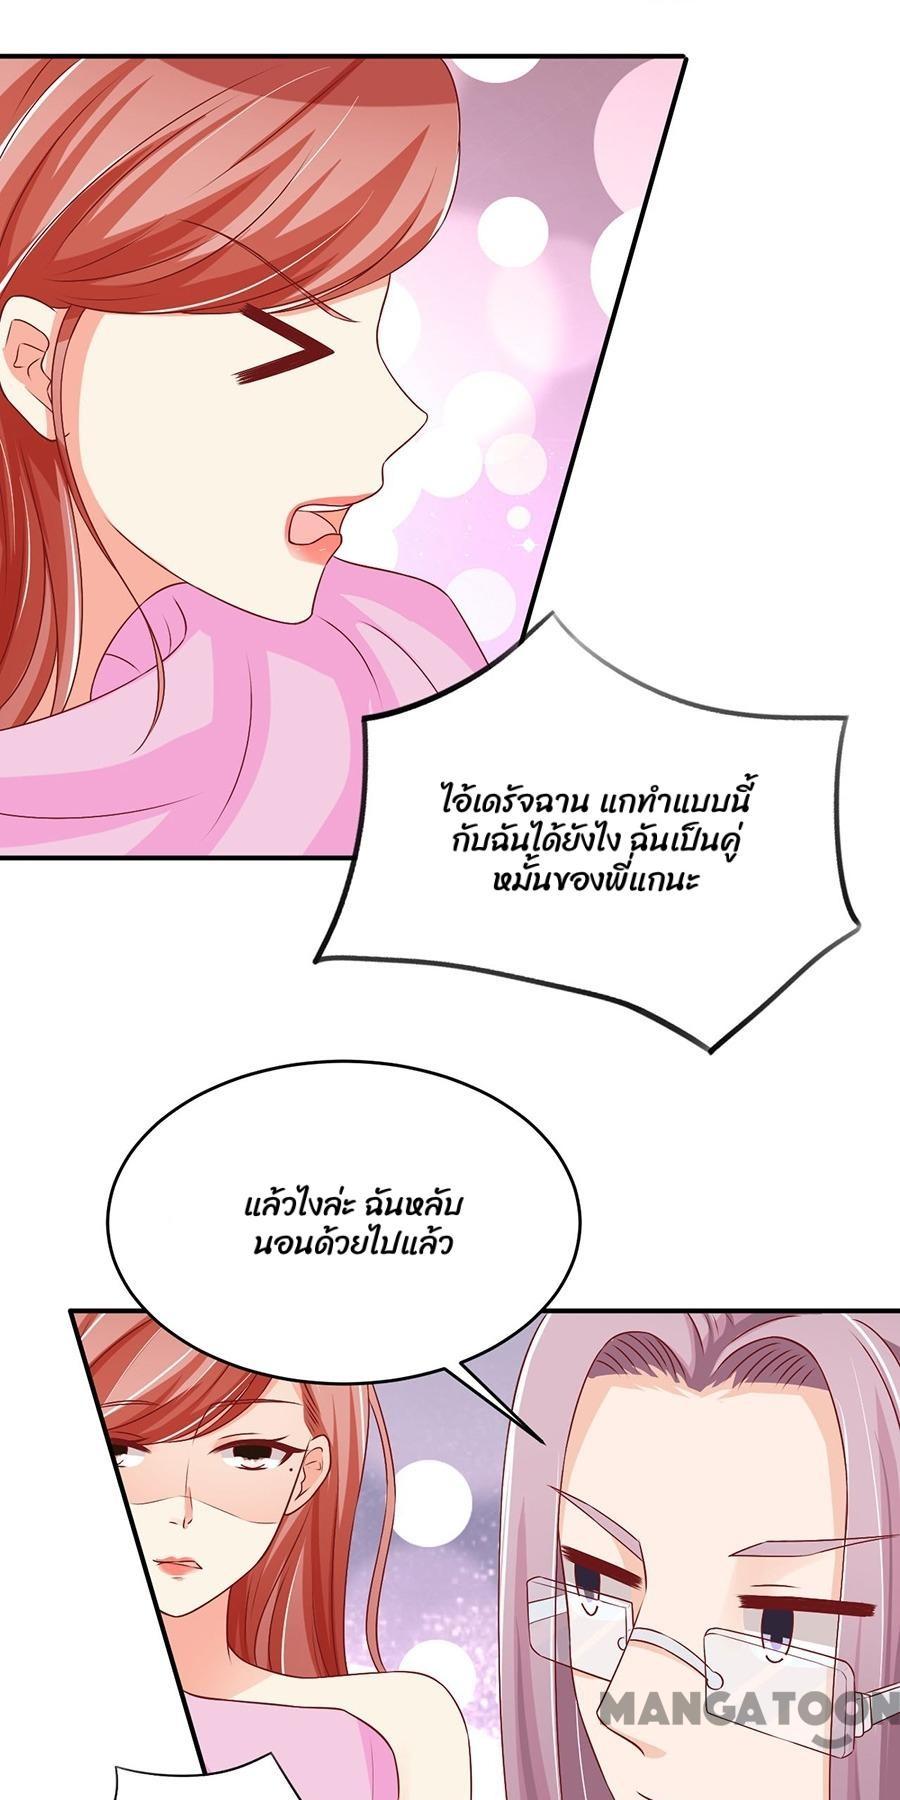 ไอ้เดรัจฉาน แกทำแบบนี้
กับฉันได้ยังไง ฉันเป็นคู่
หมั้นของพี่แกนะ
แล้วไงล่ะ ฉันหลับ
นอนด้วยไปแล้ว
MANGATOON